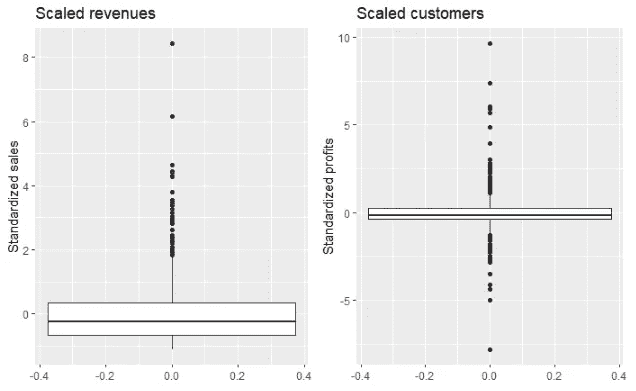 Scaled revenues
Standardized sales
8
6
4
2
0
-0.4 -0.2 0.0 0.2 0.4
Scaled customers
Standardized profits
10
5
0
-5
-0.4 -0.2 0.0 0.2 0.4